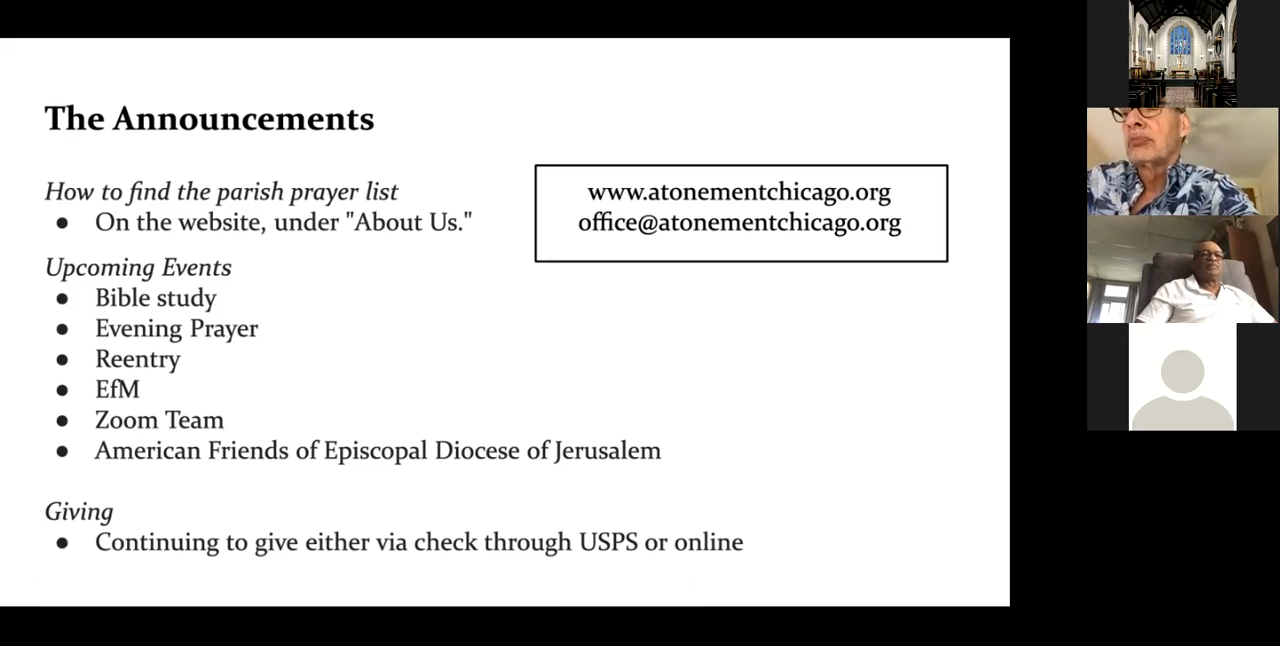 The Announcements
How to find the parish prayer list
● On the website, under "About Us."
www.atonementchicago.org
office@atonementchicago.org
Upcoming Events
● Bible study
● Evening Prayer
● Reentry
● EfM
● Zoom Team
● American Friends of Episcopal Diocese of Jerusalem
Giving
● Continuing to give either via check through USPS or online